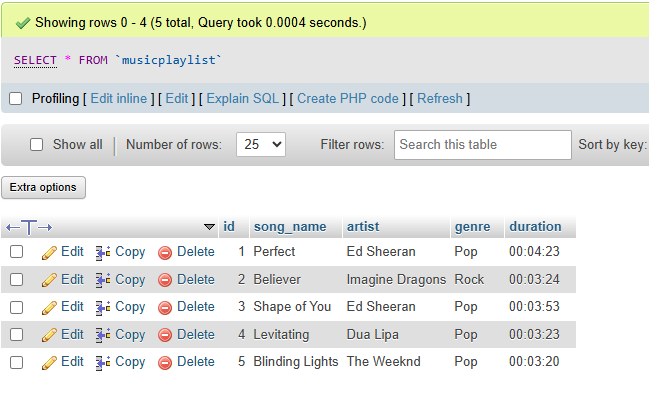 Showing rows 0 - 4 (5 total, Query took 0.0004 seconds.)
SELECT * FROM `musicplaylist`
Profiling [ Edit inline ] [ Edit ] [ Explain SQL ] [ Create PHP code ] [ Refresh ]
Show all Number of rows: 25 Filter rows: Search this table Sort by key:
Extra options
id song_name artist genre duration
Edit Copy Delete 1 Perfect Ed Sheeran Pop 00:04:23
Edit Copy Delete 2 Believer Imagine Dragons Rock 00:03:24
Edit Copy Delete 3 Shape of You Ed Sheeran Pop 00:03:53
Edit Copy Delete 4 Levitating Dua Lipa Pop 00:03:23
Edit Copy Delete 5 Blinding Lights The Weeknd Pop 00:03:20